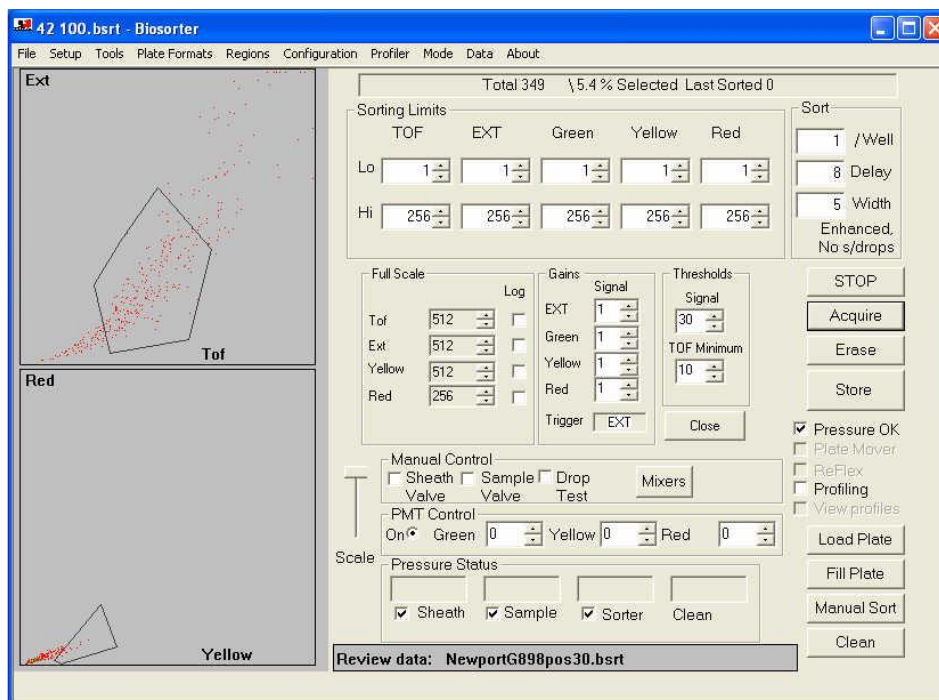 42 100.bsrt - Biosorter
File Setup Tools Plate Formats Regions Configuration Profiler Mode Data About
Ext
Tof
Red
Yellow
Total 349 \5.4 % Selected Last Sorted 0
Sorting Limits
TOF EXT Green Yellow Red
Lo 1 1 1 1 1
Hi 256 256 256 256 256
Sort
1 /Well
8 Delay
5 Width
Enhanced,
No s/drops
Full Scale
Log
Tof 512
Ext 512
Yellow 512
Red 256
Gains
Signal
EXT 1
Green 1
Yellow 1
Red 1
Trigger EXT
Thresholds
Signal
30
TOF Minimum
10
Close
STOP
Acquire
Erase
Store
Pressure OK
Plate Mover
ReFlex
Profiling
View profiles
Load Plate
Fill Plate
Manual Sort
Clean
Scale
Manual Control
Sheath Sample Drop
Valve Valve Test
Mixers
PMT Control
On Green 0 Yellow 0 Red 0
Pressure Status
Sheath Sample Sorter Clean
Review data: NewportG898pos30.bsrt